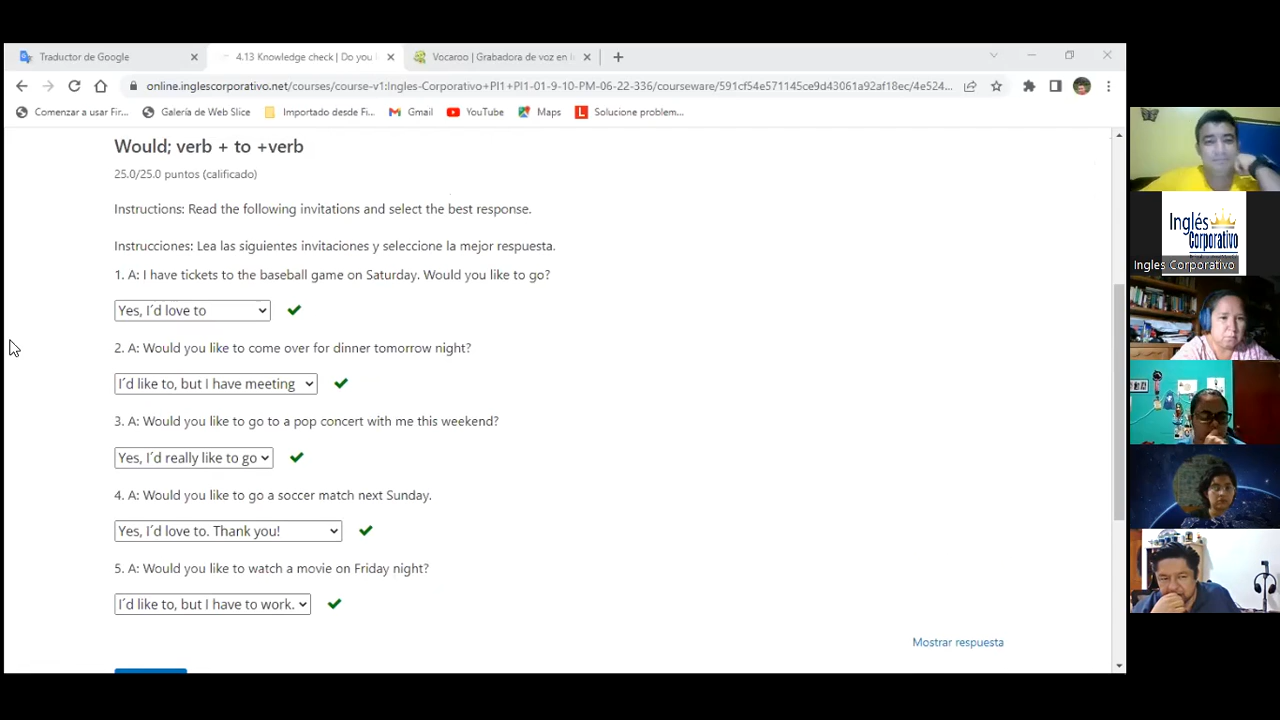 Traductor de Google
4.13 Knowledge check | Do you
Vocaroo | Grabadora de voz en
online.inglescorporativo.net/courses/course-v1:Ingles-Corporativo+PI1+PI1-01-9-10-PM-06-22-336/courseware/591cf54e571145ce9d43061a92af18ec/4e524...
Comenzar a usar Fir...
Galería de Web Slice
Importado desde Fi...
Gmail
YouTube
Maps
Solucione problem...
Would; verb + to +verb
25.0/25.0 puntos (calificado)
Instructions: Read the following invitations and select the best response.
Instrucciones: Lea las siguientes invitaciones y seleccione la mejor respuesta.
1. A: I have tickets to the baseball game on Saturday. Would you like to go?
Yes, I´d love to
2. A: Would you like to come over for dinner tomorrow night?
I´d like to, but I have meeting
3. A: Would you like to go to a pop concert with me this weekend?
Yes, I´d really like to go
4. A: Would you like to go a soccer match next Sunday.
Yes, I´d love to. Thank you!
5. A: Would you like to watch a movie on Friday night?
I´d like to, but I have to work.
Mostrar respuesta
Inglés
Corporativo
Ingles Corporativo